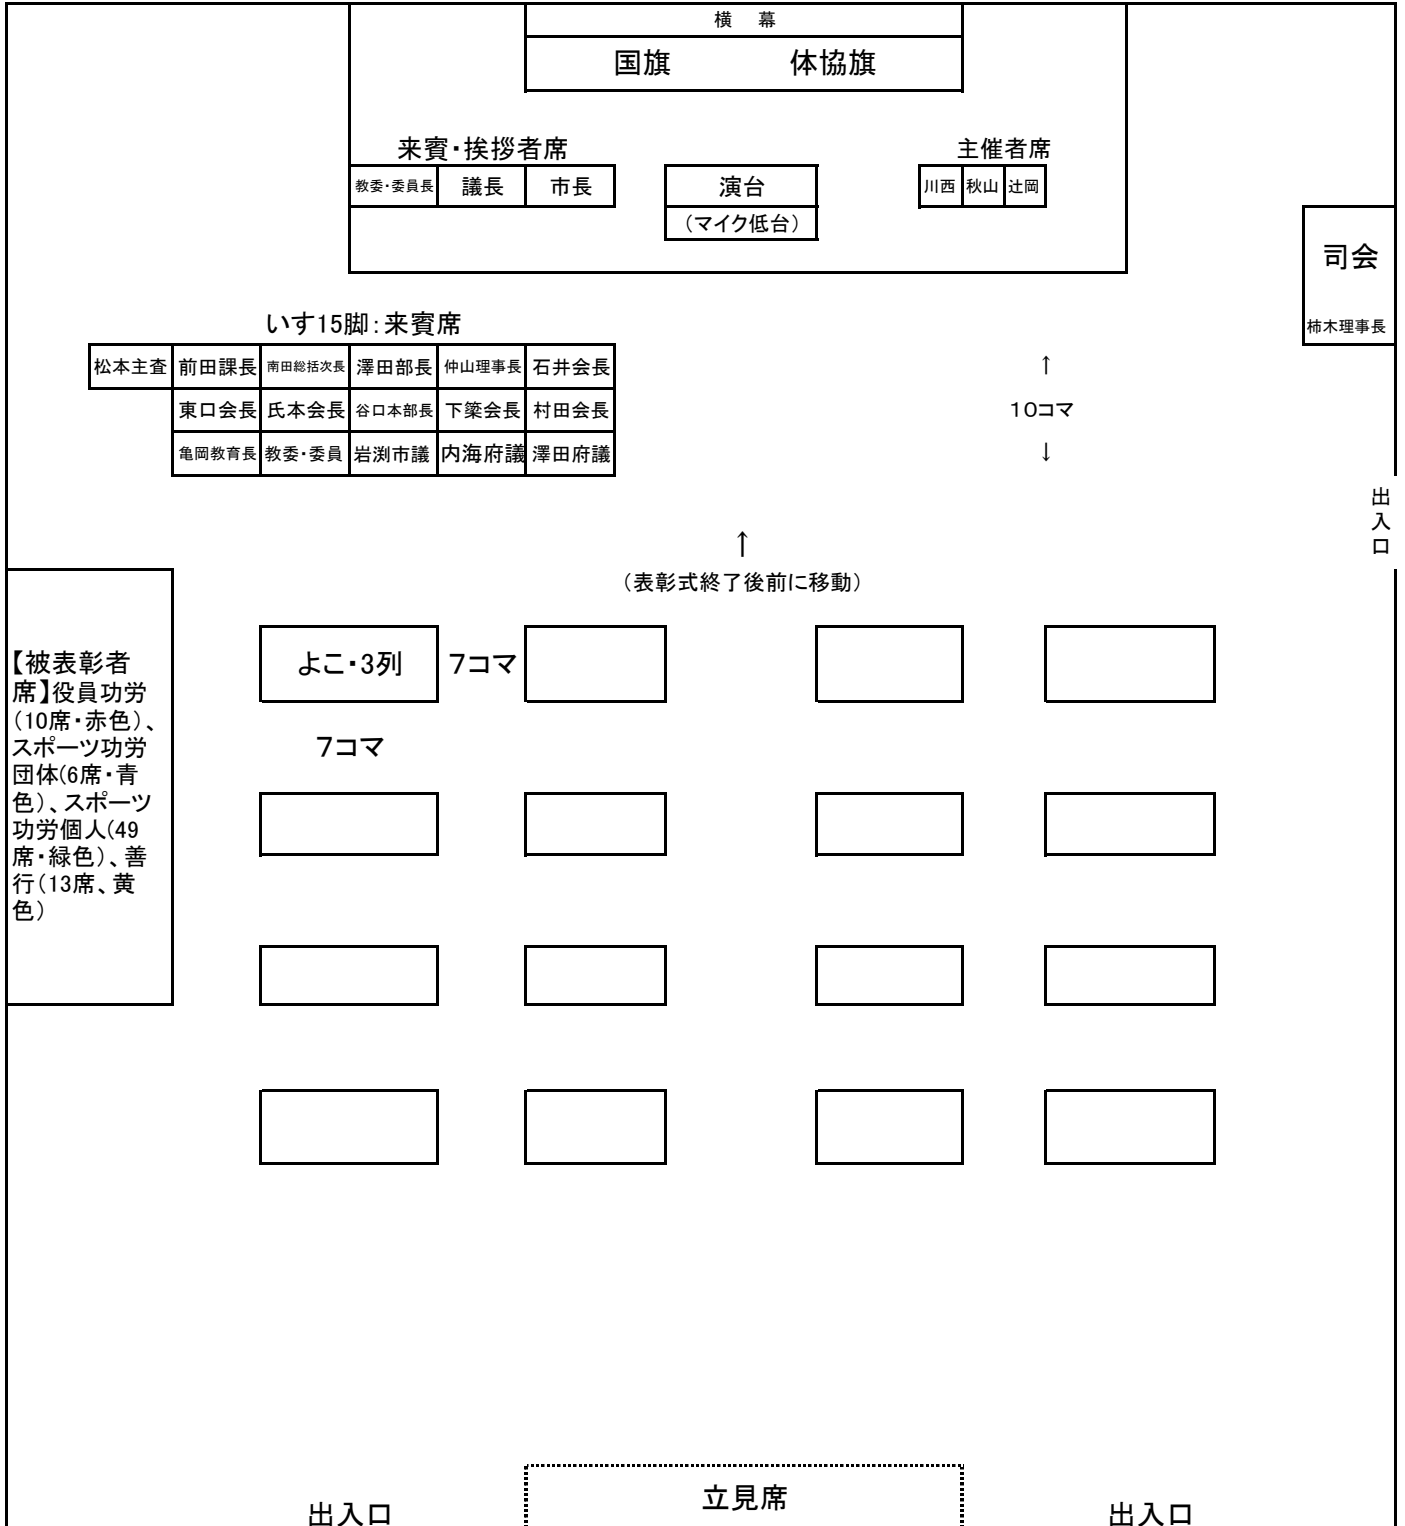 横 幕
国旗 体協旗
来賓・挨拶者席
主催者席
教委・委員長 議長 市長
演台
川西 秋山 辻岡
（マイク低台）
司会
柿木理事長
いす15脚：来賓席
松本主査 前田課長 南田総括次長 澤田部長 仲山理事長 石井会長
東口会長 氏本会長 谷口本部長 下簗会長 村田会長
亀岡教育長 教委・委員 岩渕市議 内海府議 澤田府議
↑
１０コマ
↓
出
入
口
↑
（表彰式終了後前に移動）
【被表彰者
席】役員功労
（10席・赤色）、
スポーツ功労
団体(6席・青
色）、スポーツ
功労個人(49
席・緑色）、善
行（13席、黄
色）
よこ・3列 ７コマ
７コマ
立見席
出入口 出入口